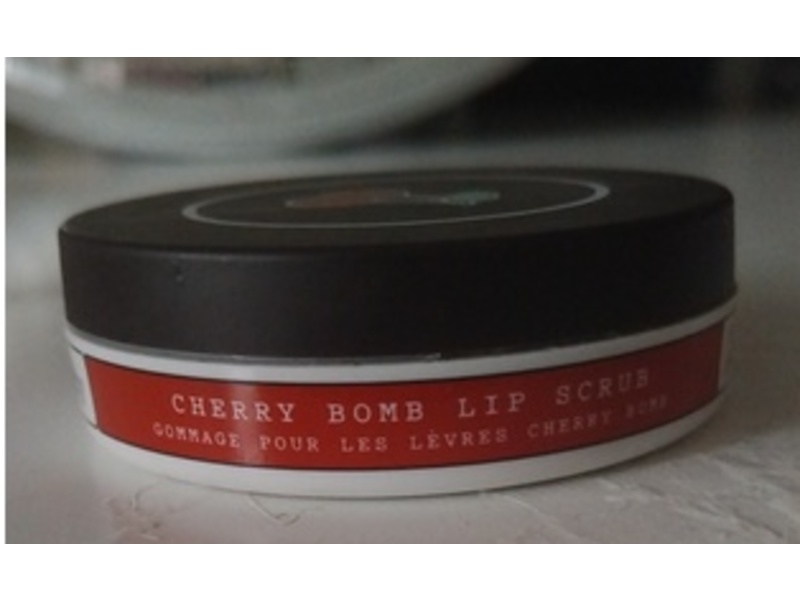 CHERRY BOMB LIP SCRUB
GOMMAGE POUR LES LÈVRES CHERRY BOMB